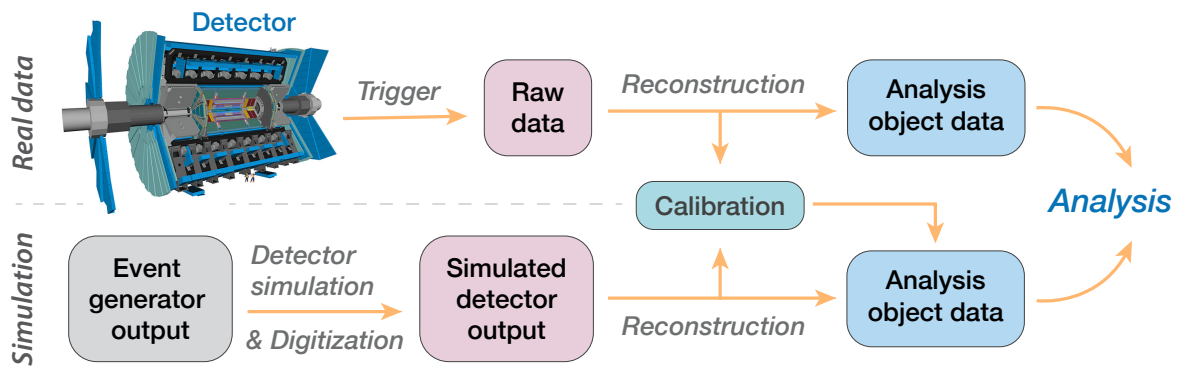 Real data
Detector
Trigger
Raw
data
Reconstruction
Analysis
object data
Calibration
Analysis
Simulation
Event
generator
output
Detector
simulation
& Digitization
Simulated
detector
output
Reconstruction
Analysis
object data